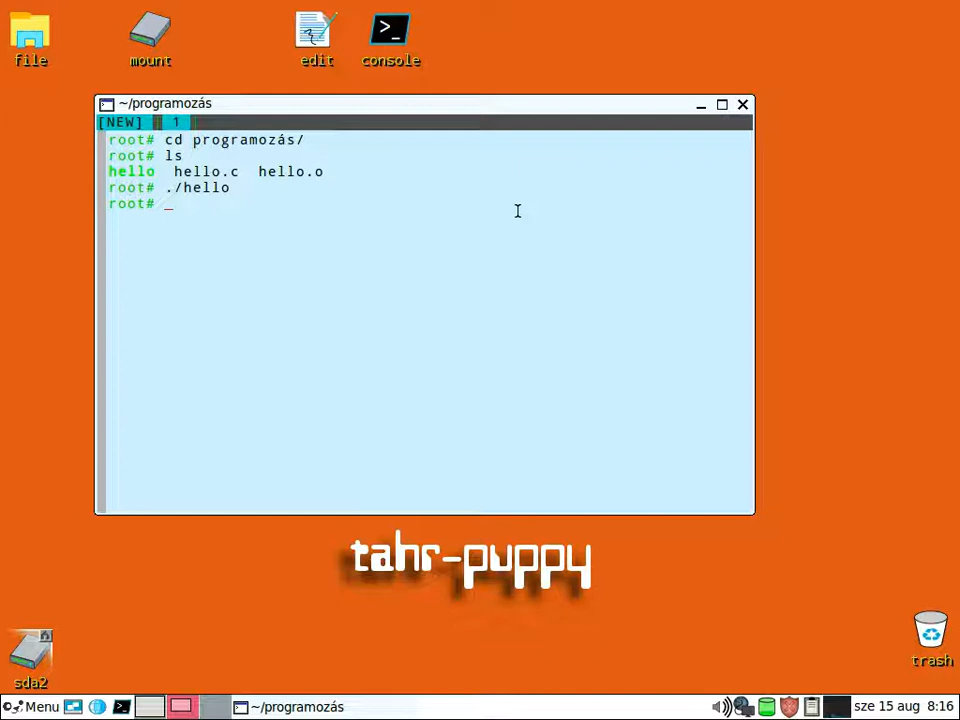 file
mount
edit
console
~/programozás
[NEW] 1
root# cd programozás/
root# ls
hello hello.c hello.o
root# ./hello
root# _
tahr-puppy
sda2
trash
Menu
~/programozás
sze 15 aug 8:16